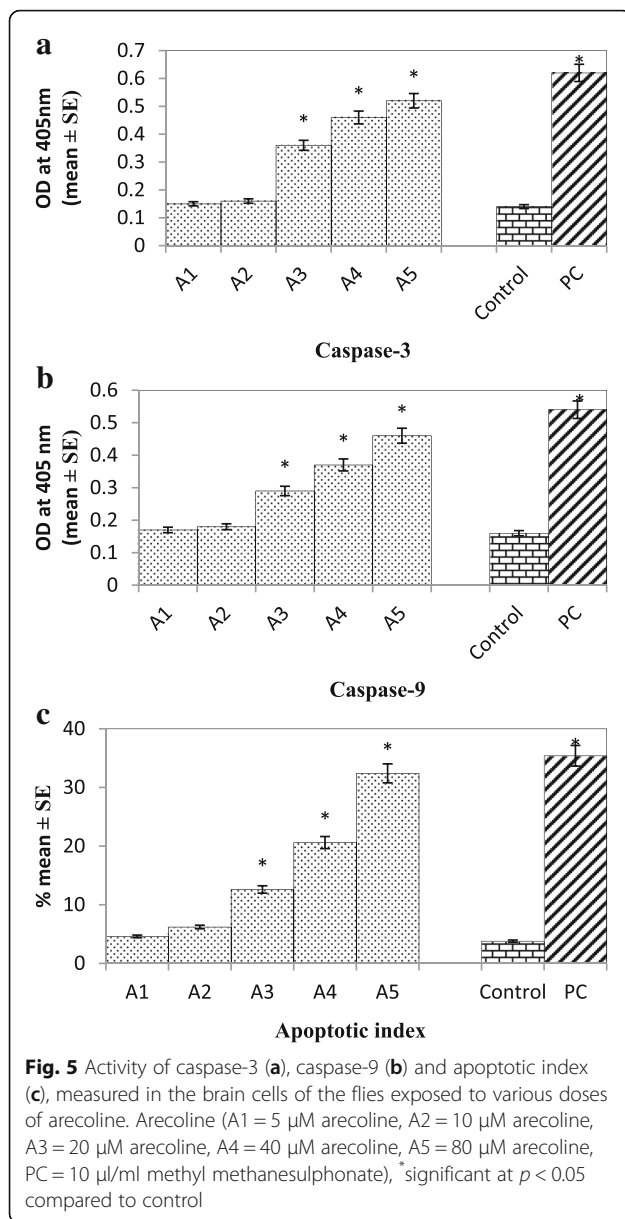 a
OD at 405nm
(mean ± SE)
0.7
0.6
0.5
0.4
0.3
0.2
0.1
0
* * * *
A1 A2 A3 A4 A5 Control PC
Caspase-3
b
OD at 405 nm
(mean ± SE)
0.6
0.5
0.4
0.3
0.2
0.1
0
* * * *
A1 A2 A3 A4 A5 Control PC
Caspase-9
c
% mean ± SE
40
30
20
10
0
* * * *
A1 A2 A3 A4 A5 Control PC
Apoptotic index
Fig. 5 Activity of caspase-3 (a), caspase-9 (b) and apoptotic index
(c), measured in the brain cells of the flies exposed to various doses
of arecoline. Arecoline (A1 = 5 μM arecoline, A2 = 10 μM arecoline,
A3 = 20 μM arecoline, A4 = 40 μM arecoline, A5 = 80 μM arecoline,
PC = 10 μl/ml methyl methanesulphonate), *significant at p < 0.05
compared to control